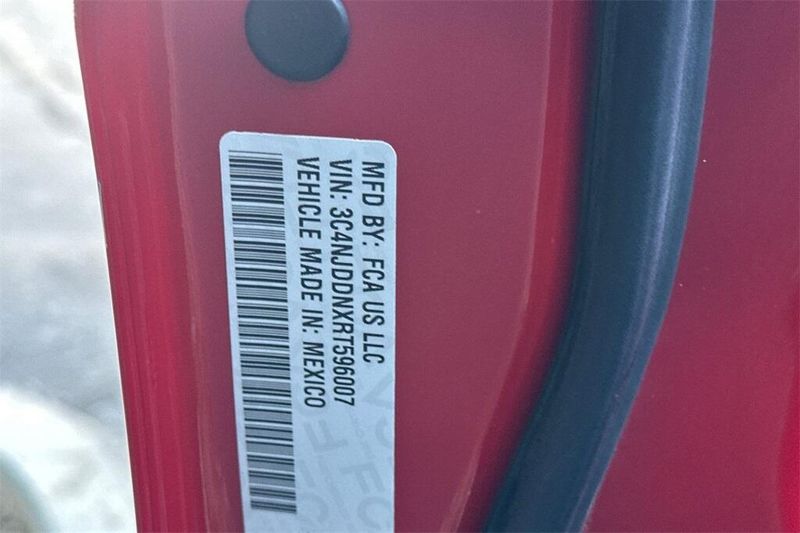 MFD BY: FCA US LLC
VIN: 3C4NJDDNXRT596007
VEHICLE MADE IN: MEXICO